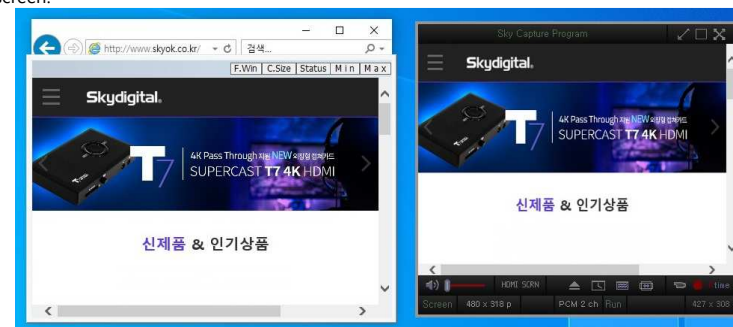 screen.
http://www.skyok.co.kr/
검색...
F.Win C.Size Status M i n M a x
Skydigital.
T7
4K Pass Through 지원 NEW 외장형 캡쳐카드
SUPERCAST T7 4K HDMI
신제품 & 인기상품
Sky Capture Program
Skydigital.
T7
4K Pass Through 지원 NEW 외장형 캡쳐카드
SUPERCAST T7 4K HDMI
신제품 & 인기상품
HDMI SCRN
time
Screen 480 x 318 p PCM 2 ch Run 427 x 308